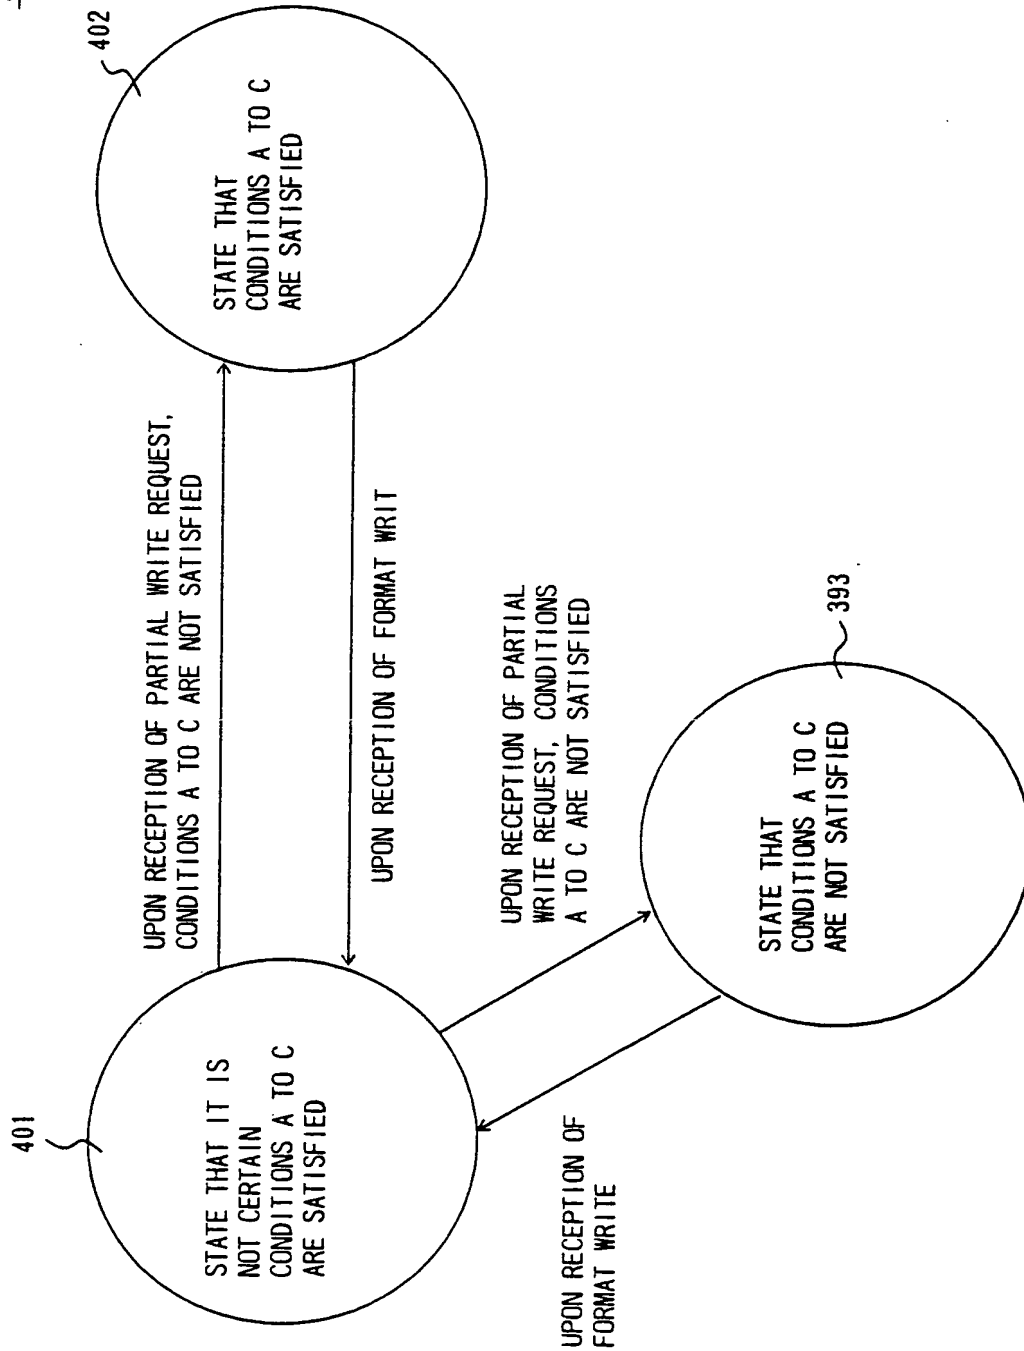 401
STATE THAT IT IS
NOT CERTAIN
CONDITIONS A TO C
ARE SATISFIED
UPON RECEPTION OF PARTIAL WRITE REQUEST,
CONDITIONS A TO C ARE NOT SATISFIED
402
STATE THAT
CONDITIONS A TO C
ARE SATISFIED
UPON RECEPTION OF FORMAT WRIT
UPON RECEPTION OF PARTIAL
WRITE REQUEST, CONDITIONS
A TO C ARE NOT SATISFIED
UPON RECEPTION OF
FORMAT WRITE
STATE THAT
CONDITIONS A TO C
ARE NOT SATISFIED
393